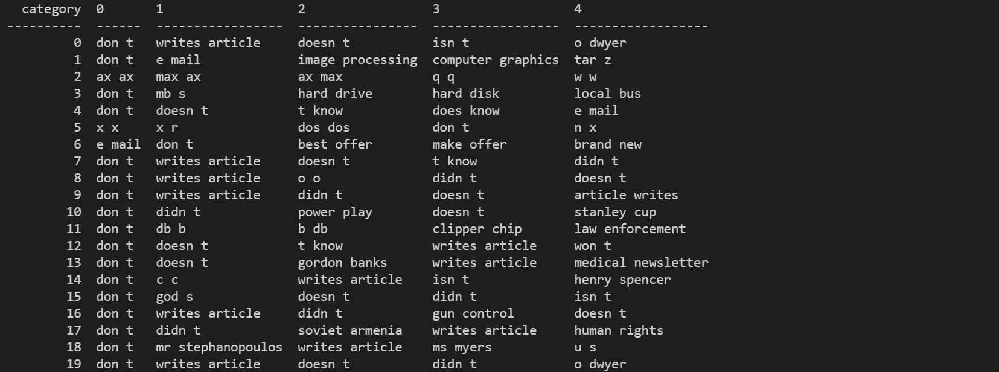 category  0       1                  2                 3                  4
----------  ------  -----------------  ----------------  -----------------  ------------------
0  don t   writes article     doesn t           isn t              o dwyer
1  don t   e mail             image processing  computer graphics  tar z
2  ax ax   max ax             ax max            q q                w w
3  don t   mb s               hard drive        hard disk          local bus
4  don t   doesn t            t know            does know          e mail
5  x x     x r                dos dos           don t              n x
6  e mail  don t              best offer        make offer         brand new
7  don t   writes article     doesn t           t know             didn t
8  don t   writes article     o o               didn t             doesn t
9  don t   writes article     didn t            doesn t            article writes
10  don t   didn t             power play        doesn t            stanley cup
11  don t   db b               b db              clipper chip       law enforcement
12  don t   doesn t            t know            writes article     won t
13  don t   doesn t            gordon banks      writes article     medical newsletter
14  don t   c c                writes article    isn t              henry spencer
15  don t   god s              doesn t           didn t             isn t
16  don t   writes article     didn t            gun control        doesn t
17  don t   didn t             soviet armenia    writes article     human rights
18  don t   mr stephanopoulos  writes article    ms myers           u s
19  don t   writes article     doesn t           didn t             o dwyer